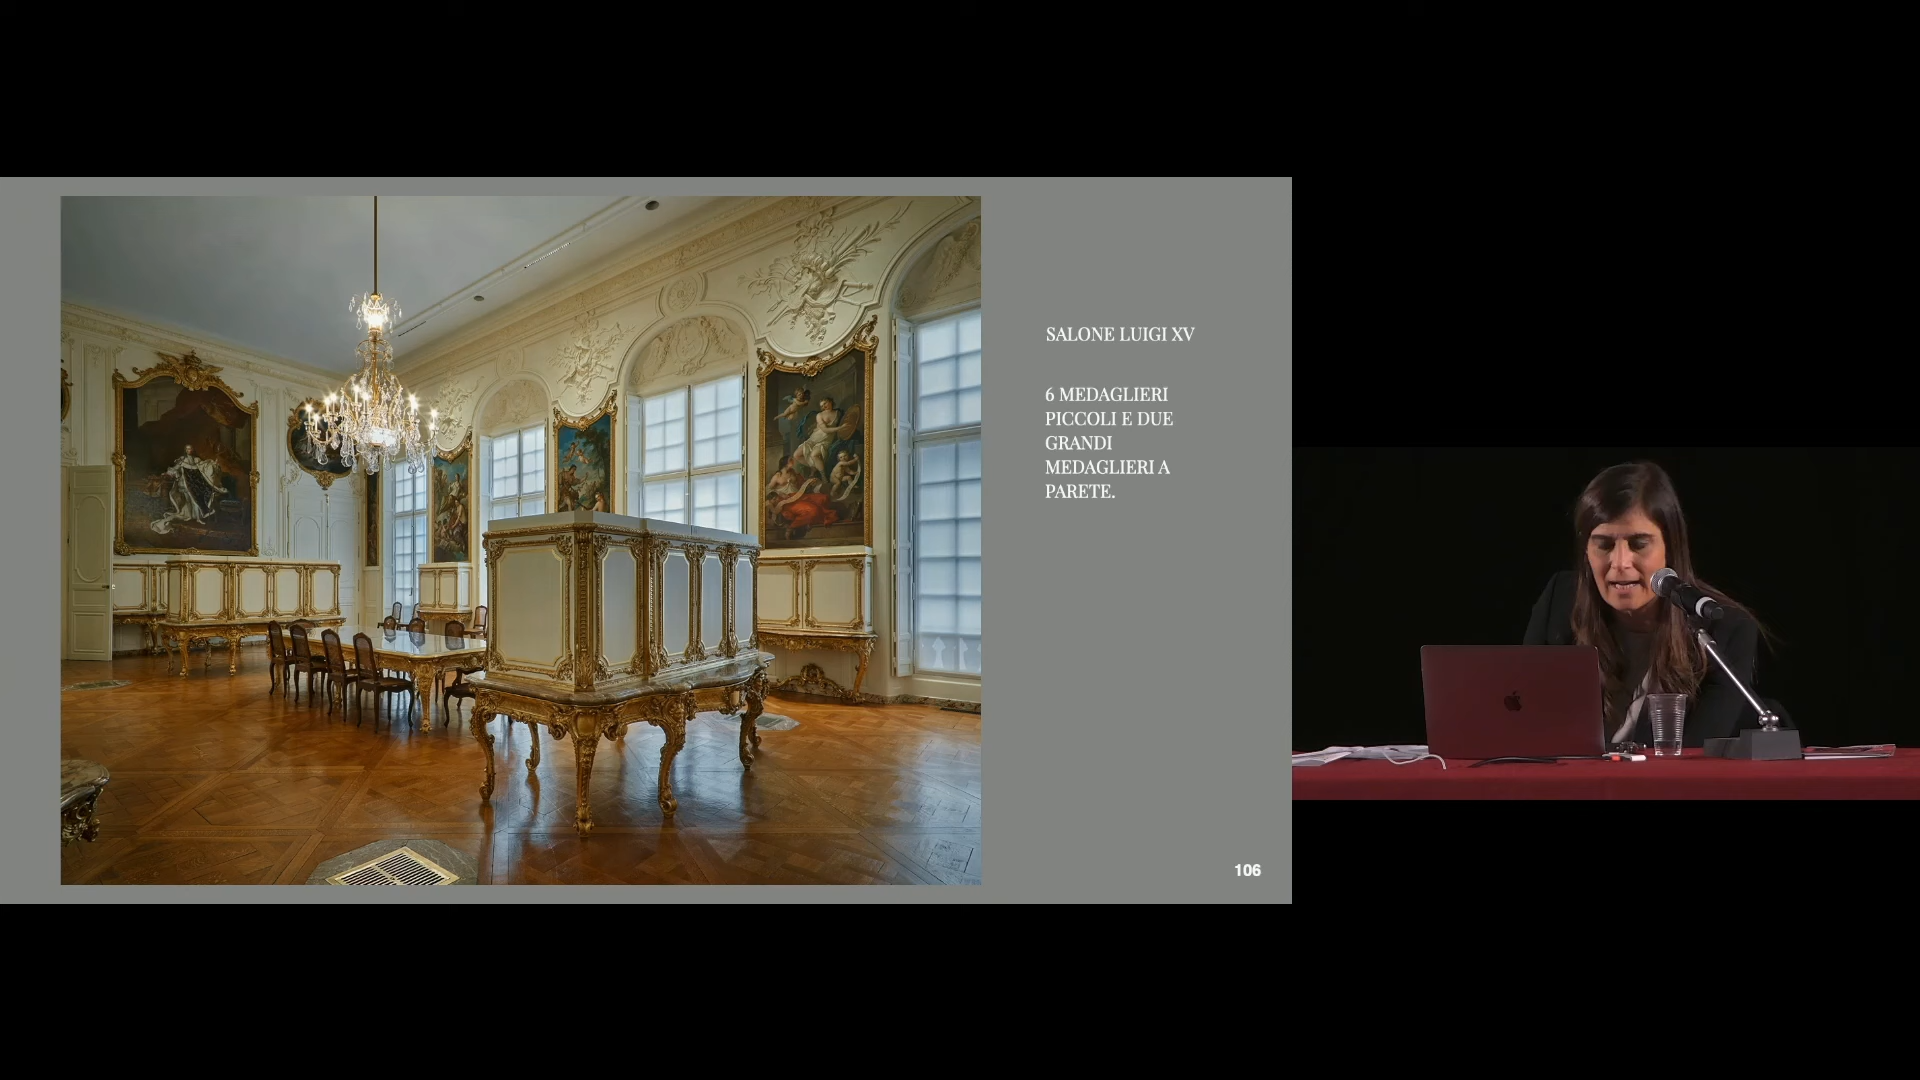 SALONE LUIGI XV
6 MEDAGLIERI
PICCOLI E DUE
GRANDI
MEDAGLIERI A
PARETE.
106